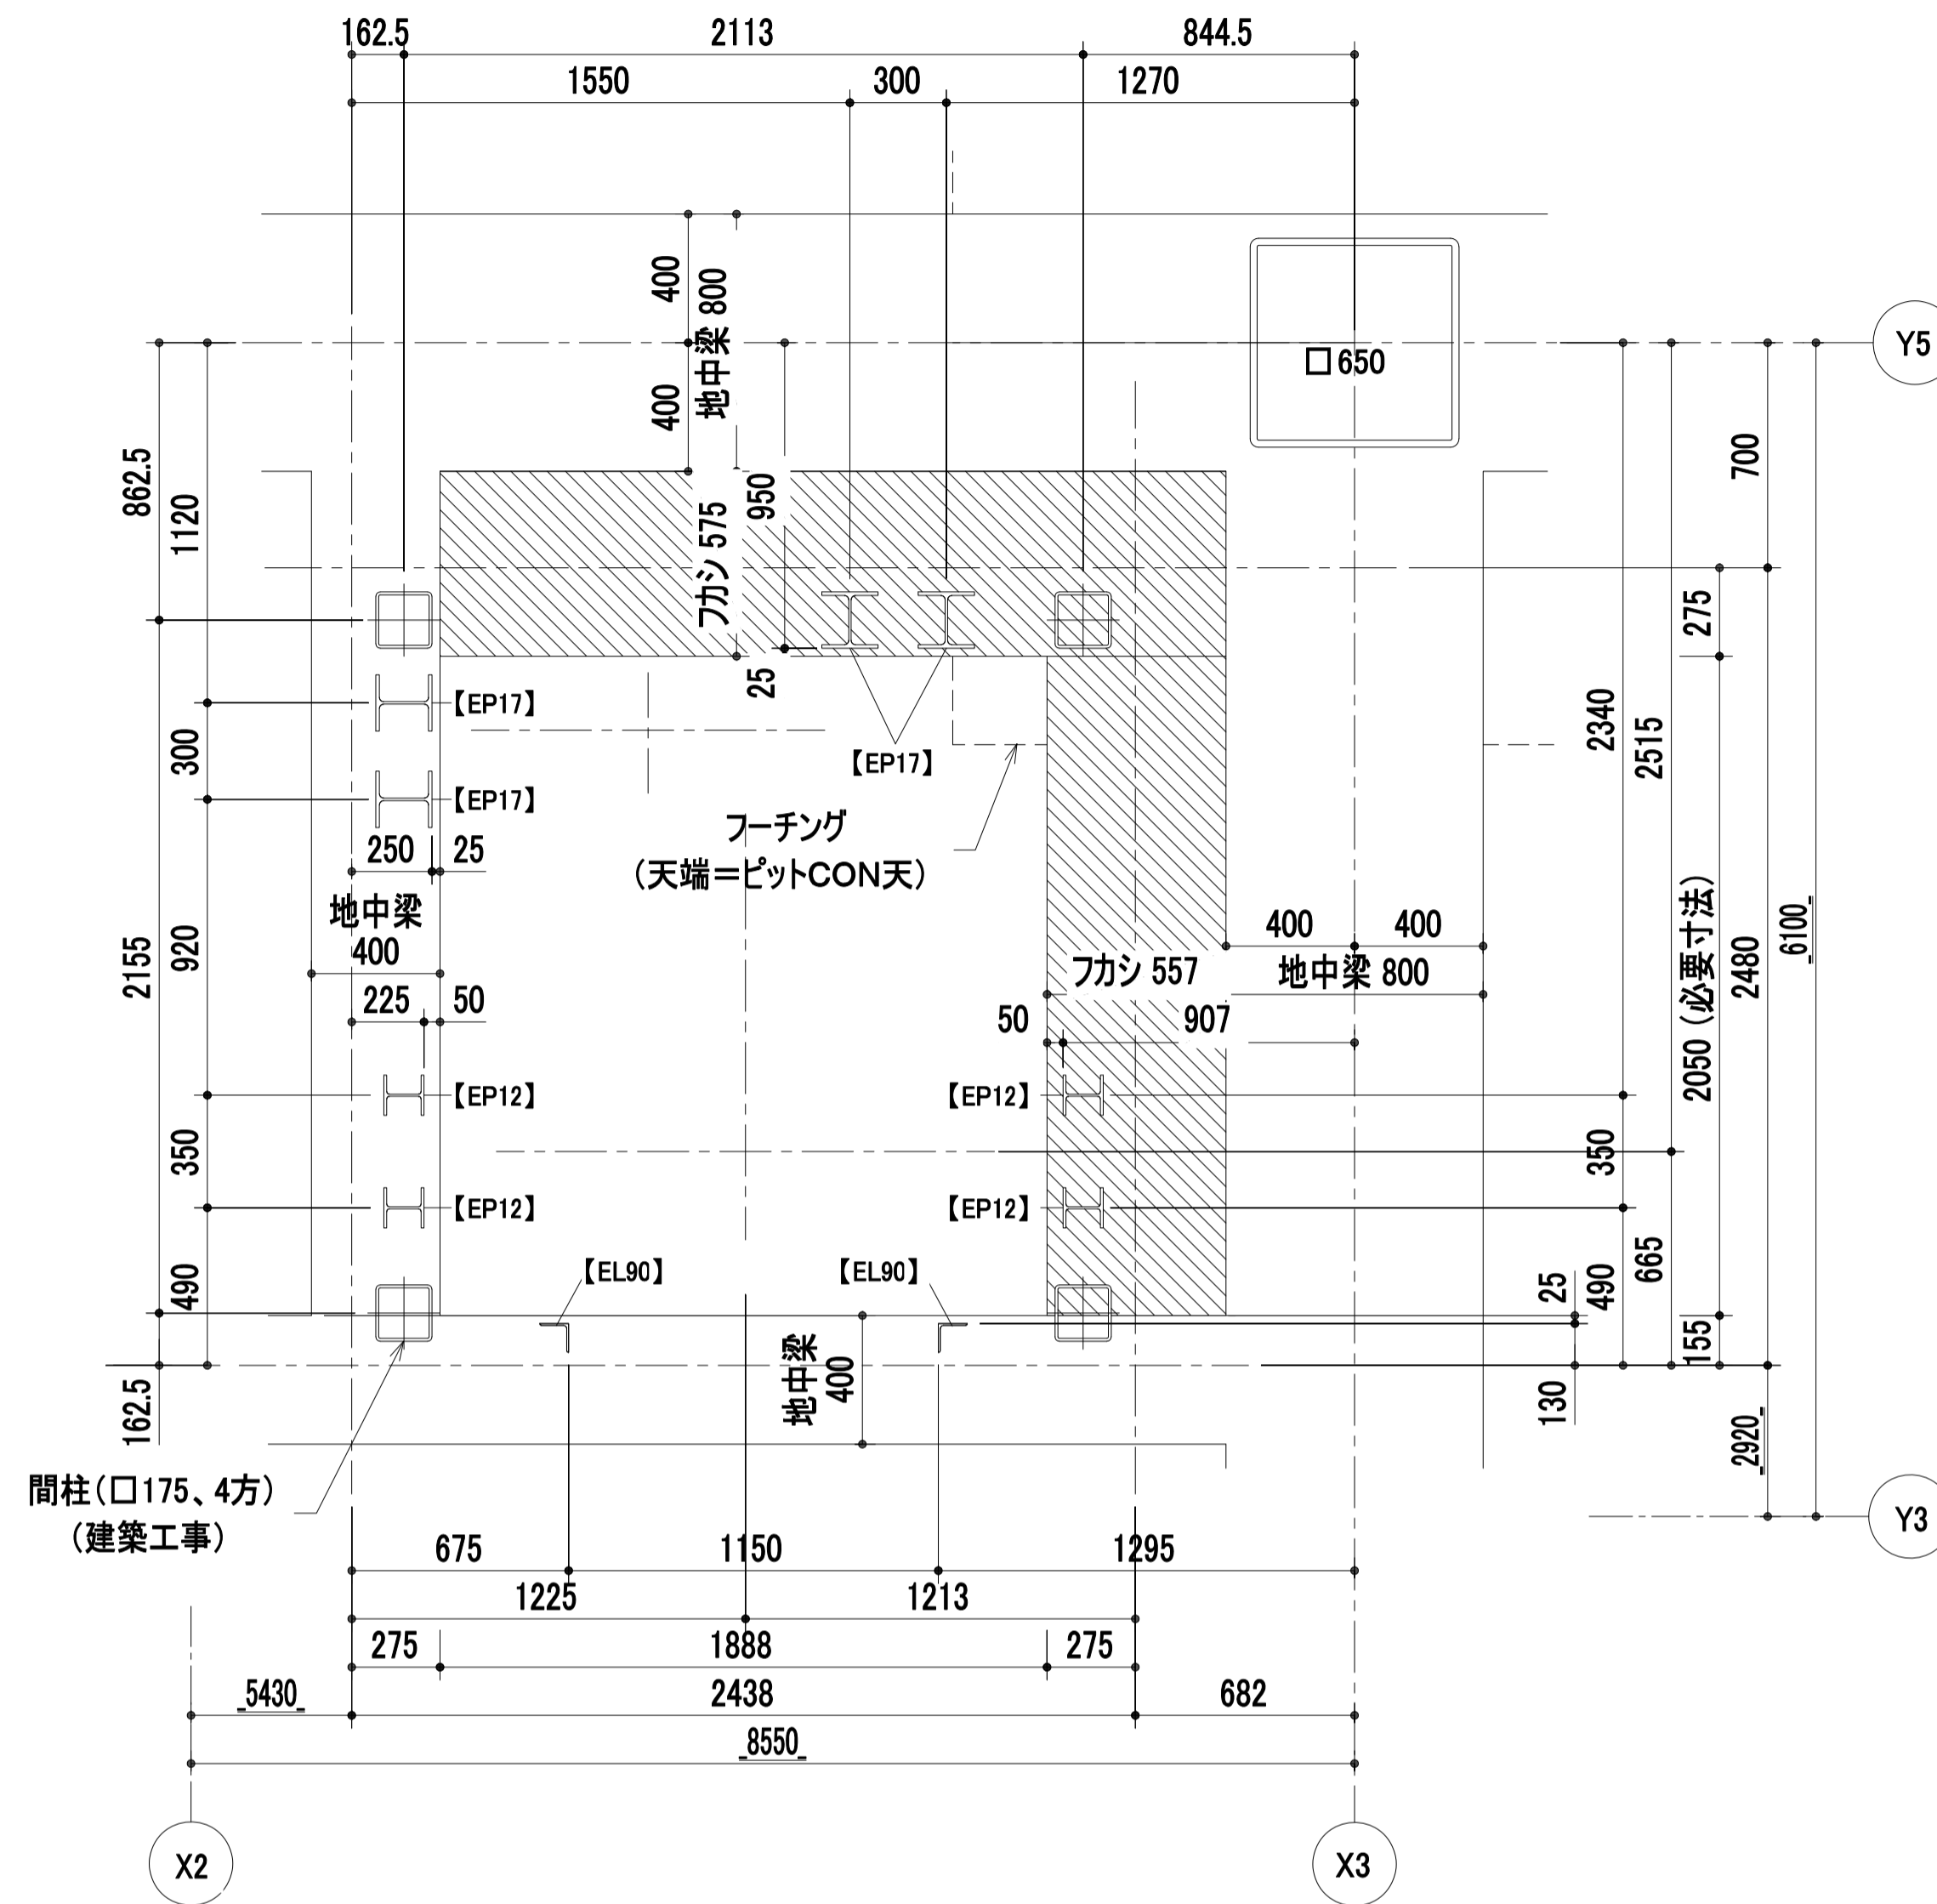 162.5
2113
844.5
1550
300
1270
400
地中梁 800
400
□650
Y5
862.5
1120
950
フカシ 575
700
275
25
【EP17】
【EP17】
【EP17】
300
2340
2515
フーチング
（天端＝ピットCON天）
250
25
地中梁
400
225
50
2155
920
400
400
フカシ 557
地中梁 800
50
907
2050（必要寸法）
2480
6100
【EP12】
【EP12】
350
350
【EP12】
【EP12】
【EL90】
【EL90】
490
25
490
665
155
162.5
地中梁
400
130
2920
間柱（□175、4方）
（建築工事）
Y3
675
1150
1295
1225
1213
275
1888
275
5430
2438
682
8550
X2
X3